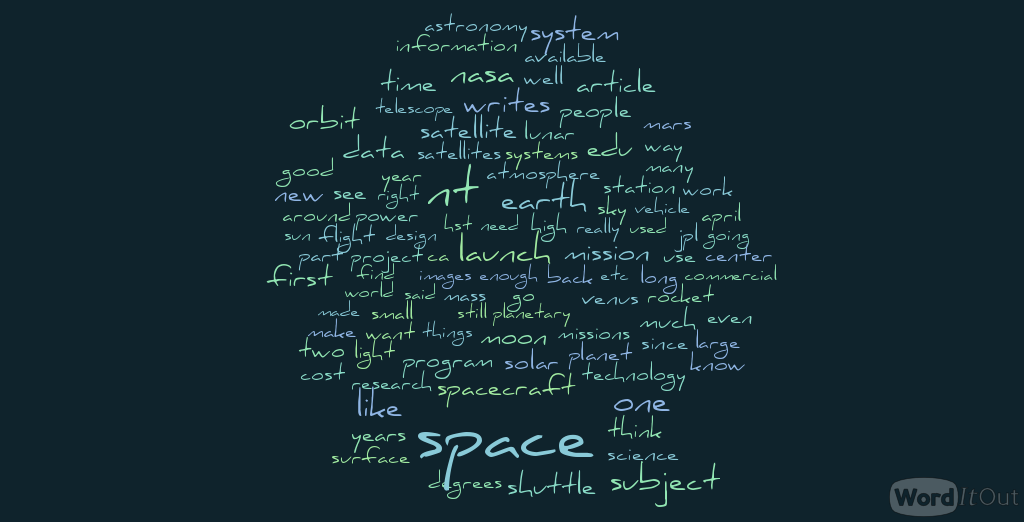 astronomy system
information
available
time nasa well article
telescope writes people
orbit satellite lunar mars
data satellites systems edu way
good year atmosphere many
new see right nt earth station work
around power sky vehicle april
sun flight design hst need high really used jpl going
part project ca launch mission use center
first find images enough back etc long commercial
world said mass go venus rocket
made small still planetary much even
make want things moon missions since large
two light program solar planet know
cost research spacecraft technology
like one
years space think
surface science
degrees shuttle subject
WordItOut